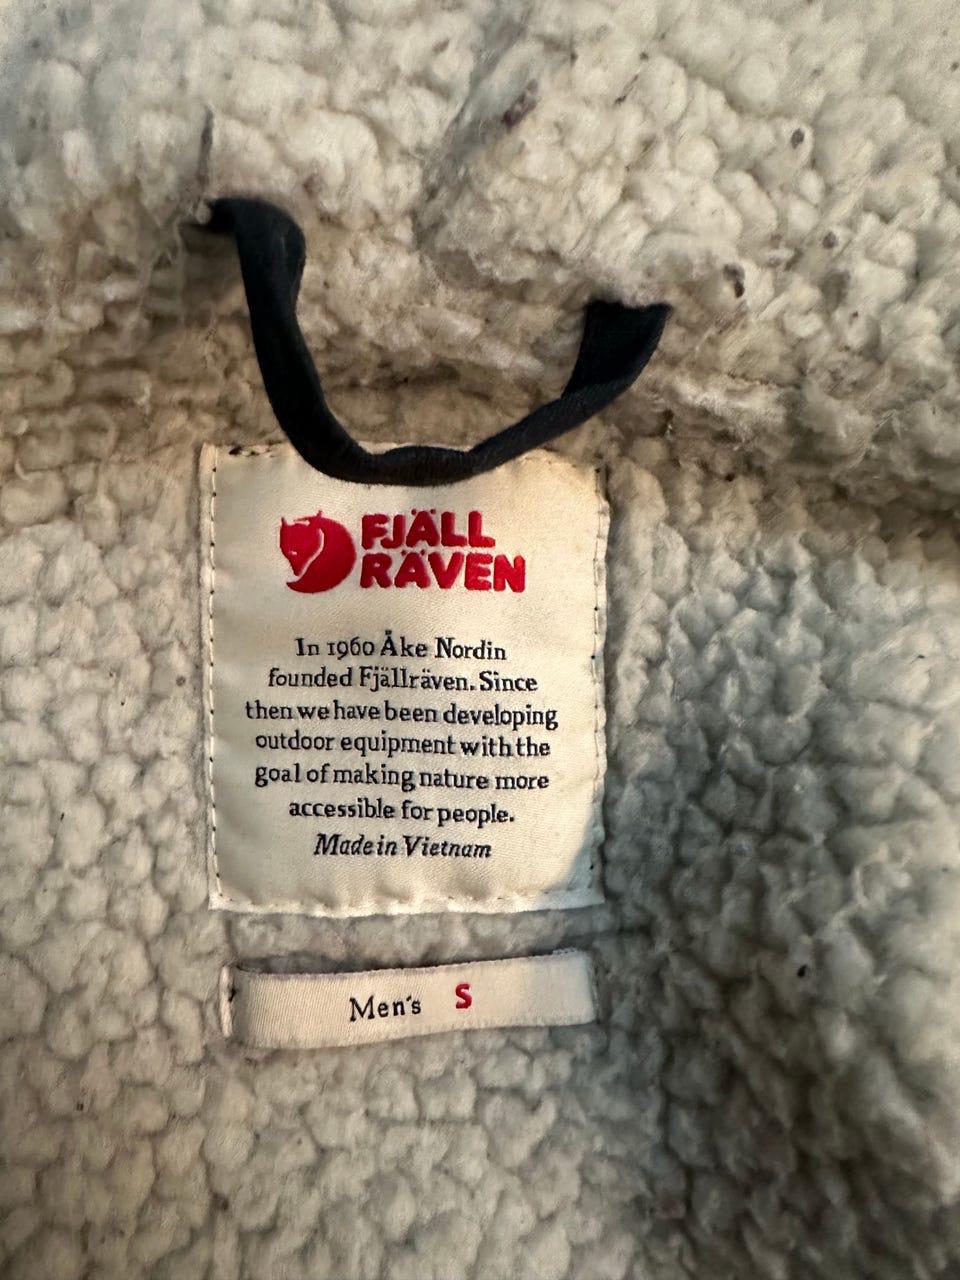 FJÄLL
RÄVEN
In 1960 Åke Nordin
founded Fjällräven. Since
then we have been developing
outdoor equipment with the
goal of making nature more
accessible for people.
Made in Vietnam
Men's S